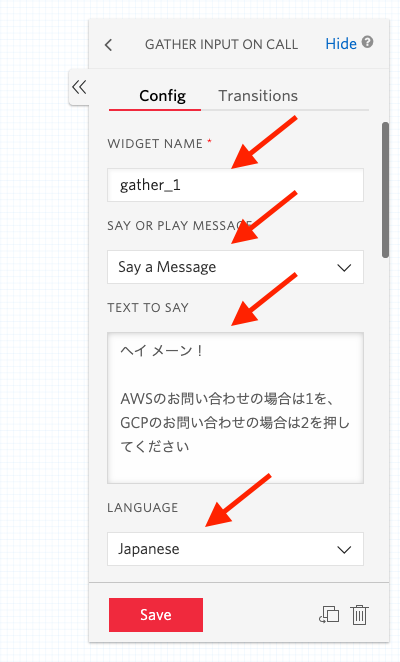 GATHER INPUT ON CALL Hide ?
Config Transitions
WIDGET NAME *
gather_1
SAY OR PLAY MESSAGE
Say a Message
TEXT TO SAY
ヘイ メーン！
AWSのお問い合わせの場合は1を、
GCPのお問い合わせの場合は2を押し
てください
LANGUAGE
Japanese
Save